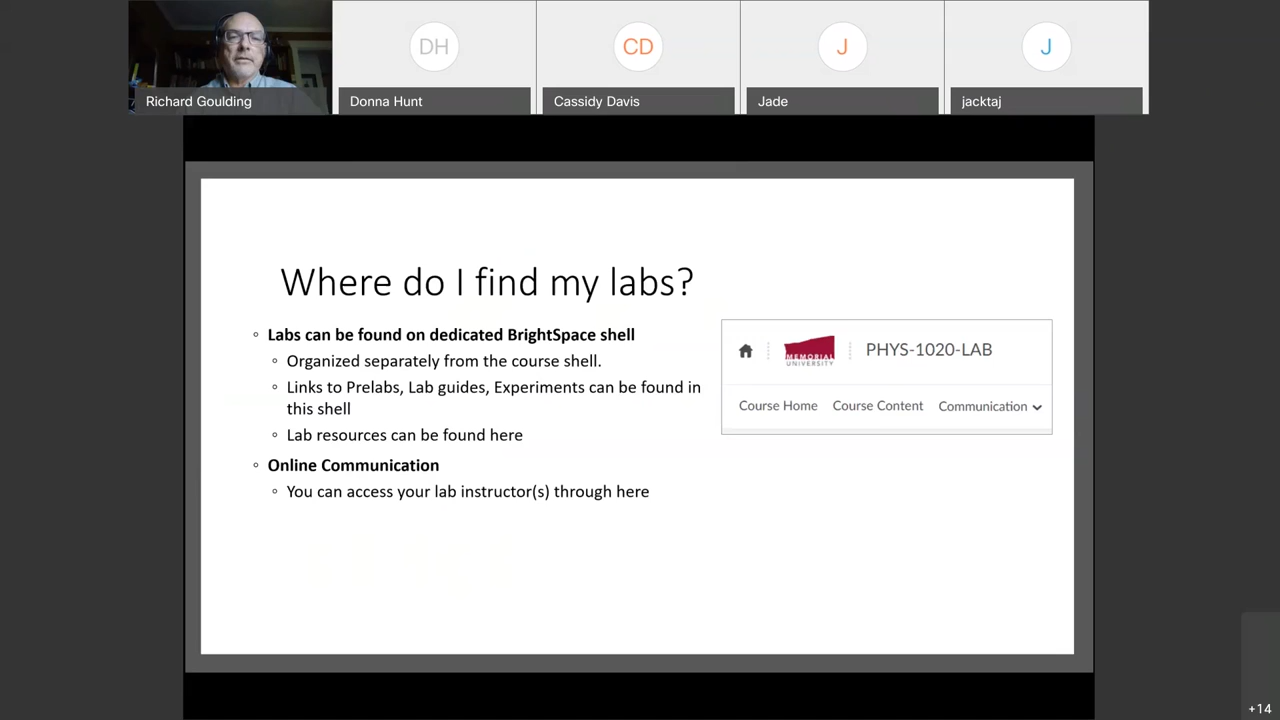 DH
CD
J
J
Richard Goulding
Donna Hunt
Cassidy Davis
Jade
jacktaj
Where do I find my labs?
◦ Labs can be found on dedicated BrightSpace shell
◦ Organized separately from the course shell.
◦ Links to Prelabs, Lab guides, Experiments can be found in
this shell
◦ Lab resources can be found here
◦ Online Communication
◦ You can access your lab instructor(s) through here
MEMORIAL
UNIVERSITY
PHYS-1020-LAB
Course Home Course Content Communication
+14